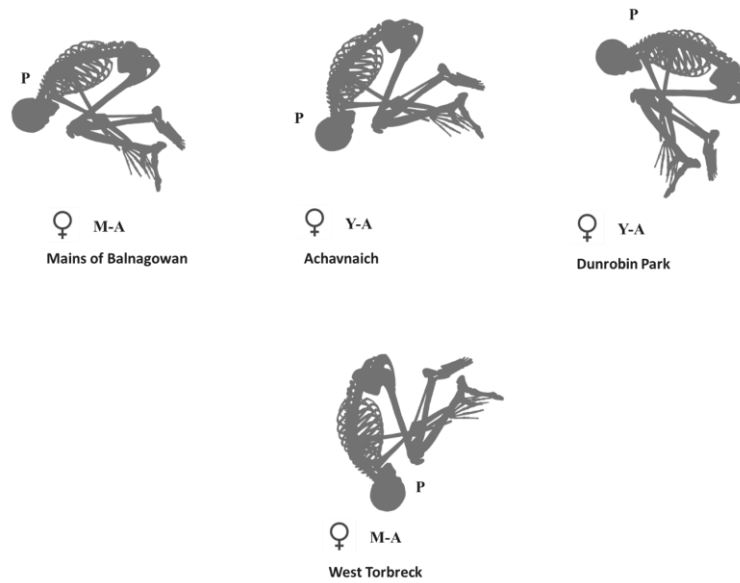 P
P
P
♀ M-A
♀ Y-A
♀ Y-A
Mains of Balnagowan
Achavnaich
Dunrobin Park
P
♀ M-A
West Torbreck